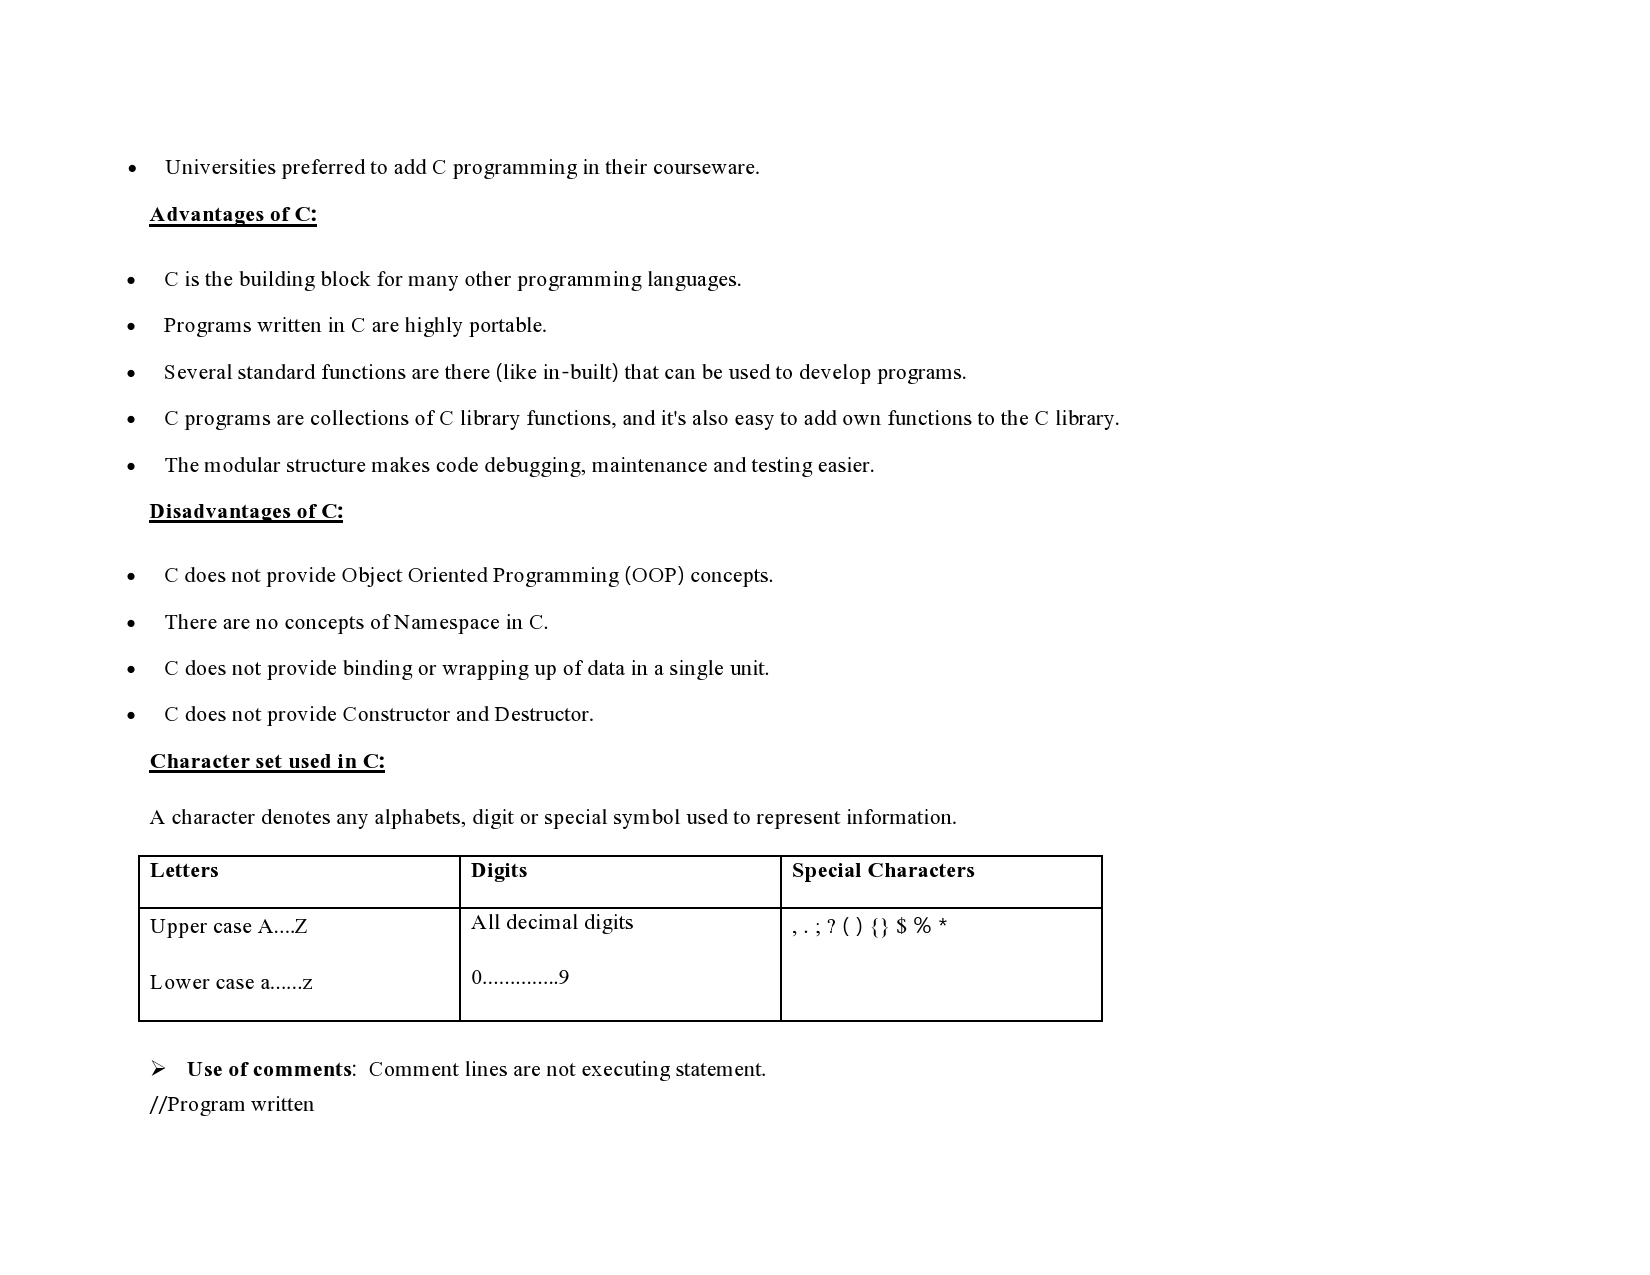 • Universities preferred to add C programming in their courseware.
Advantages of C:
• C is the building block for many other programming languages.
• Programs written in C are highly portable.
• Several standard functions are there (like in-built) that can be used to develop programs.
• C programs are collections of C library functions, and it's also easy to add own functions to the C library.
• The modular structure makes code debugging, maintenance and testing easier.
Disadvantages of C:
• C does not provide Object Oriented Programming (OOP) concepts.
• There are no concepts of Namespace in C.
• C does not provide binding or wrapping up of data in a single unit.
• C does not provide Constructor and Destructor.
Character set used in C:
A character denotes any alphabets, digit or special symbol used to represent information.
Letters Digits Special Characters
Upper case A....Z All decimal digits , . ; ? ( ) {} $ % *
Lower case a......z 0..............9
➢ Use of comments: Comment lines are not executing statement.
//Program written